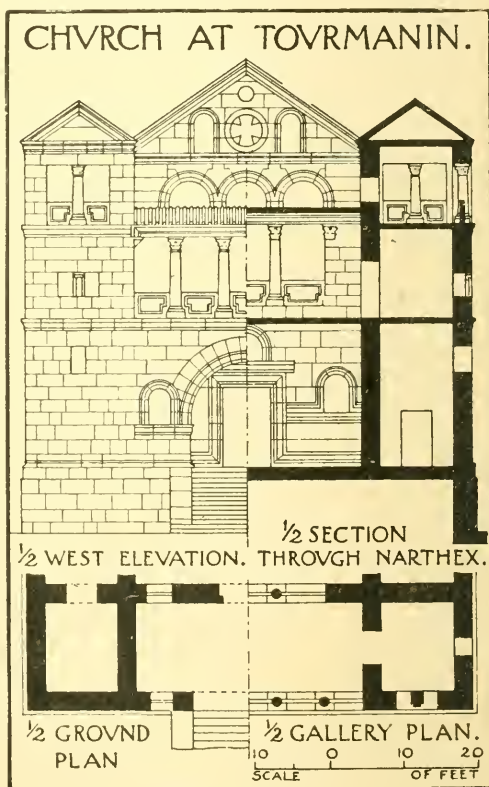 CHVRCH AT TOVRMANIN.
½ SECTION
½ WEST ELEVATION. THROVGH NARTHEX.
½ GROVND PLAN
½ GALLERY PLAN.
10 0 10 20
SCALE OF FEET